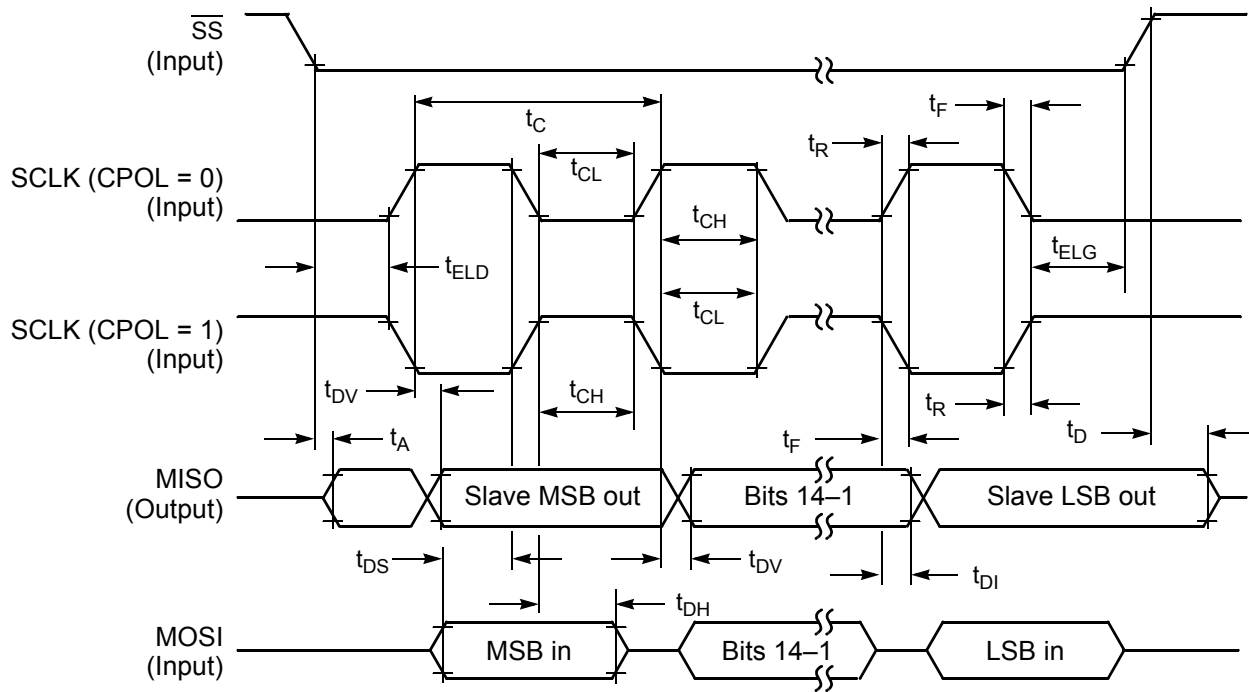 SS
(Input)
tC
tF
tR
SCLK (CPOL = 0)
(Input)
tCL
tCH
tELD
tELG
SCLK (CPOL = 1)
(Input)
tCL
tDV
tCH
tR
tA
tF
tD
MISO
(Output)
Slave MSB out
Bits 14–1
Slave LSB out
tDS
tDV
tDI
tDH
MOSI
(Input)
MSB in
Bits 14–1
LSB in